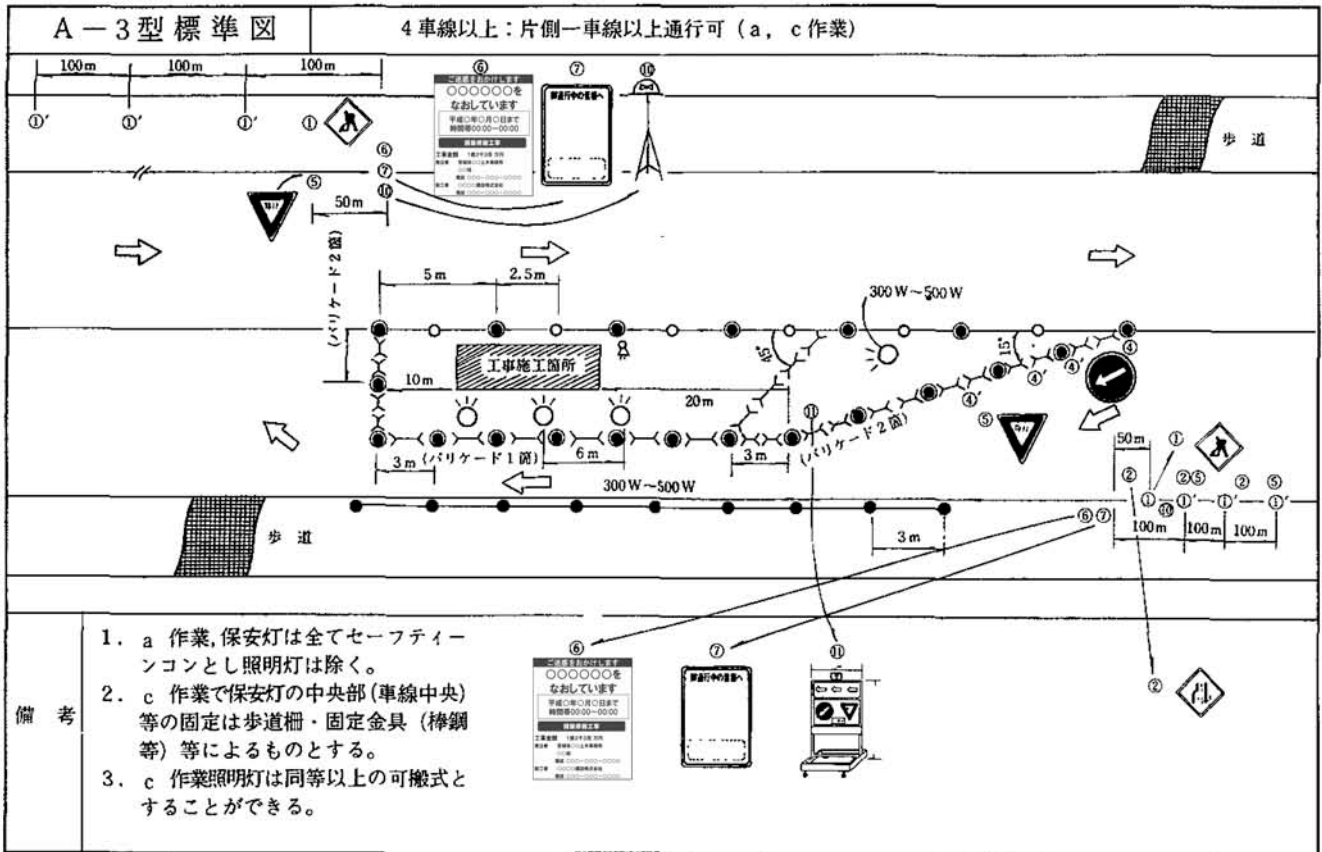 A－3型標準図
4車線以上：片側一車線以上通行可（a，c作業）
100m 100m 100m
①′ ①′ ①′ ①
⑥ ⑦ ⑩
ご迷惑をおかけします
○○○○○○を
なおしています
平成○年○月○日まで
時間帯00:00－00:00
工事金額
○○○－○○○－○○○○
○○○－○○○－○○○○
歩道
⑥
⑦
⑩
⑤
50m
(バリケード2箇)
5m 2.5m
300W～500W
工事施工箇所
45°
15°
10m
20m
④
④′ ④′ ④′
⑪
⑤
(バリケード2箇)
3m (バリケード1箇) 6m 3m
300W～500W
50m ①
② ②⑤ ② ⑤
① ①′ ①′ ①′
⑩
⑥⑦
100m 100m 100m
歩道
3m
⑥ ⑦ ⑪
②
ご迷惑をおかけします
○○○○○○を
なおしています
平成○年○月○日まで
時間帯00:00－00:00
工事金額
○○○－○○○－○○○○
○○○－○○○－○○○○
備考
1. a 作業,保安灯は全てセーフティー
ンコンとし照明灯は除く。
2. c 作業で保安灯の中央部(車線中央)
等の固定は歩道柵・固定金具（棒鋼
等）等によるものとする。
3. c 作業照明灯は同等以上の可搬式と
することができる。